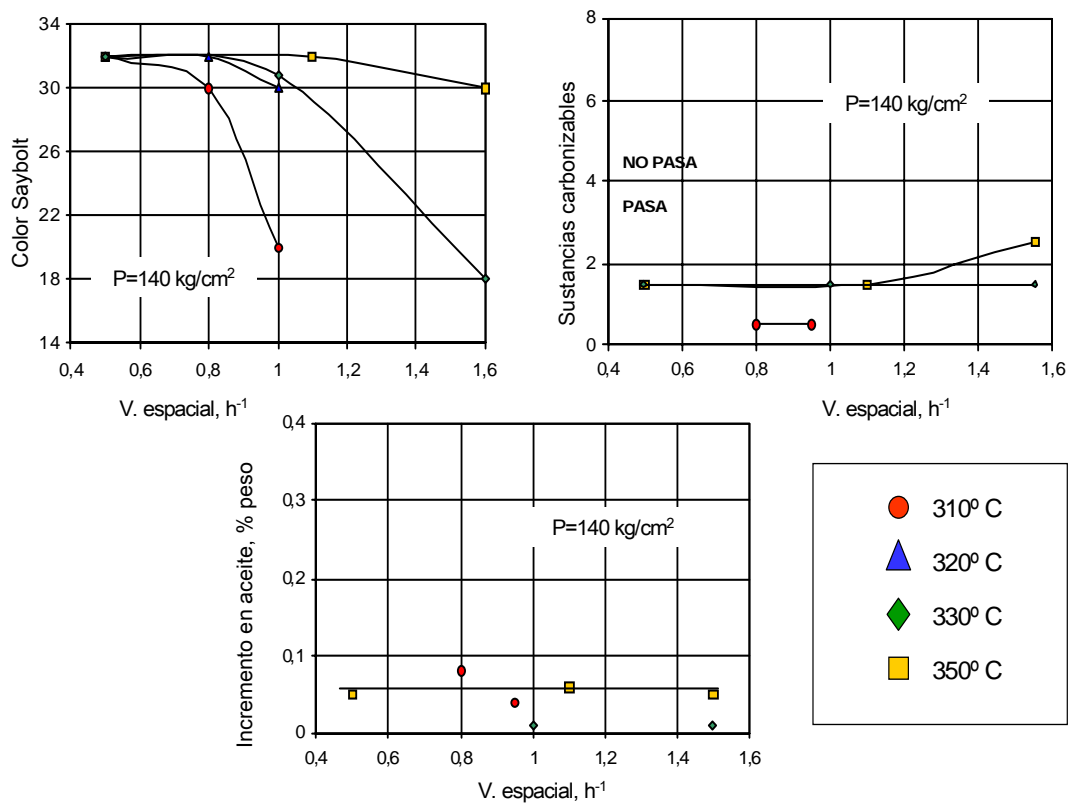 34
30
26
22
18
14
0,4 0,6 0,8 1 1,2 1,4 1,6
Color Saybolt
P=140 kg/cm²
V. espacial, h⁻¹
8
6
4
2
0
0,4 0,6 0,8 1 1,2 1,4 1,6
Sustancias carbonizables
P=140 kg/cm²
NO PASA
PASA
V. espacial, h⁻¹
0,4
0,3
0,2
0,1
0
0,4 0,6 0,8 1 1,2 1,4 1,6
Incremento en aceite, % peso
P=140 kg/cm²
V. espacial, h⁻¹
310º C
320º C
330º C
350º C